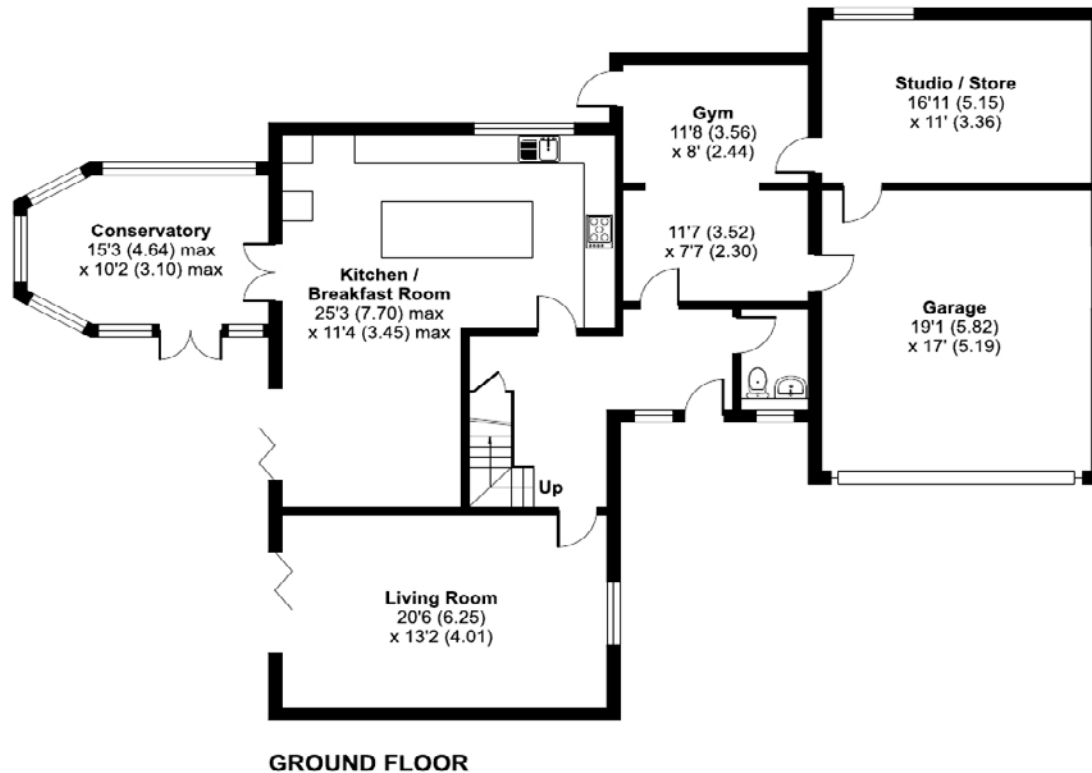 Studio / Store
16'11 (5.15)
x 11' (3.36)
Gym
11'8 (3.56)
x 8' (2.44)
Conservatory
15'3 (4.64) max
x 10'2 (3.10) max
11'7 (3.52)
x 7'7 (2.30)
Kitchen /
Breakfast Room
25'3 (7.70) max
x 11'4 (3.45) max
Garage
19'1 (5.82)
x 17' (5.19)
Up
Living Room
20'6 (6.25)
x 13'2 (4.01)
GROUND FLOOR